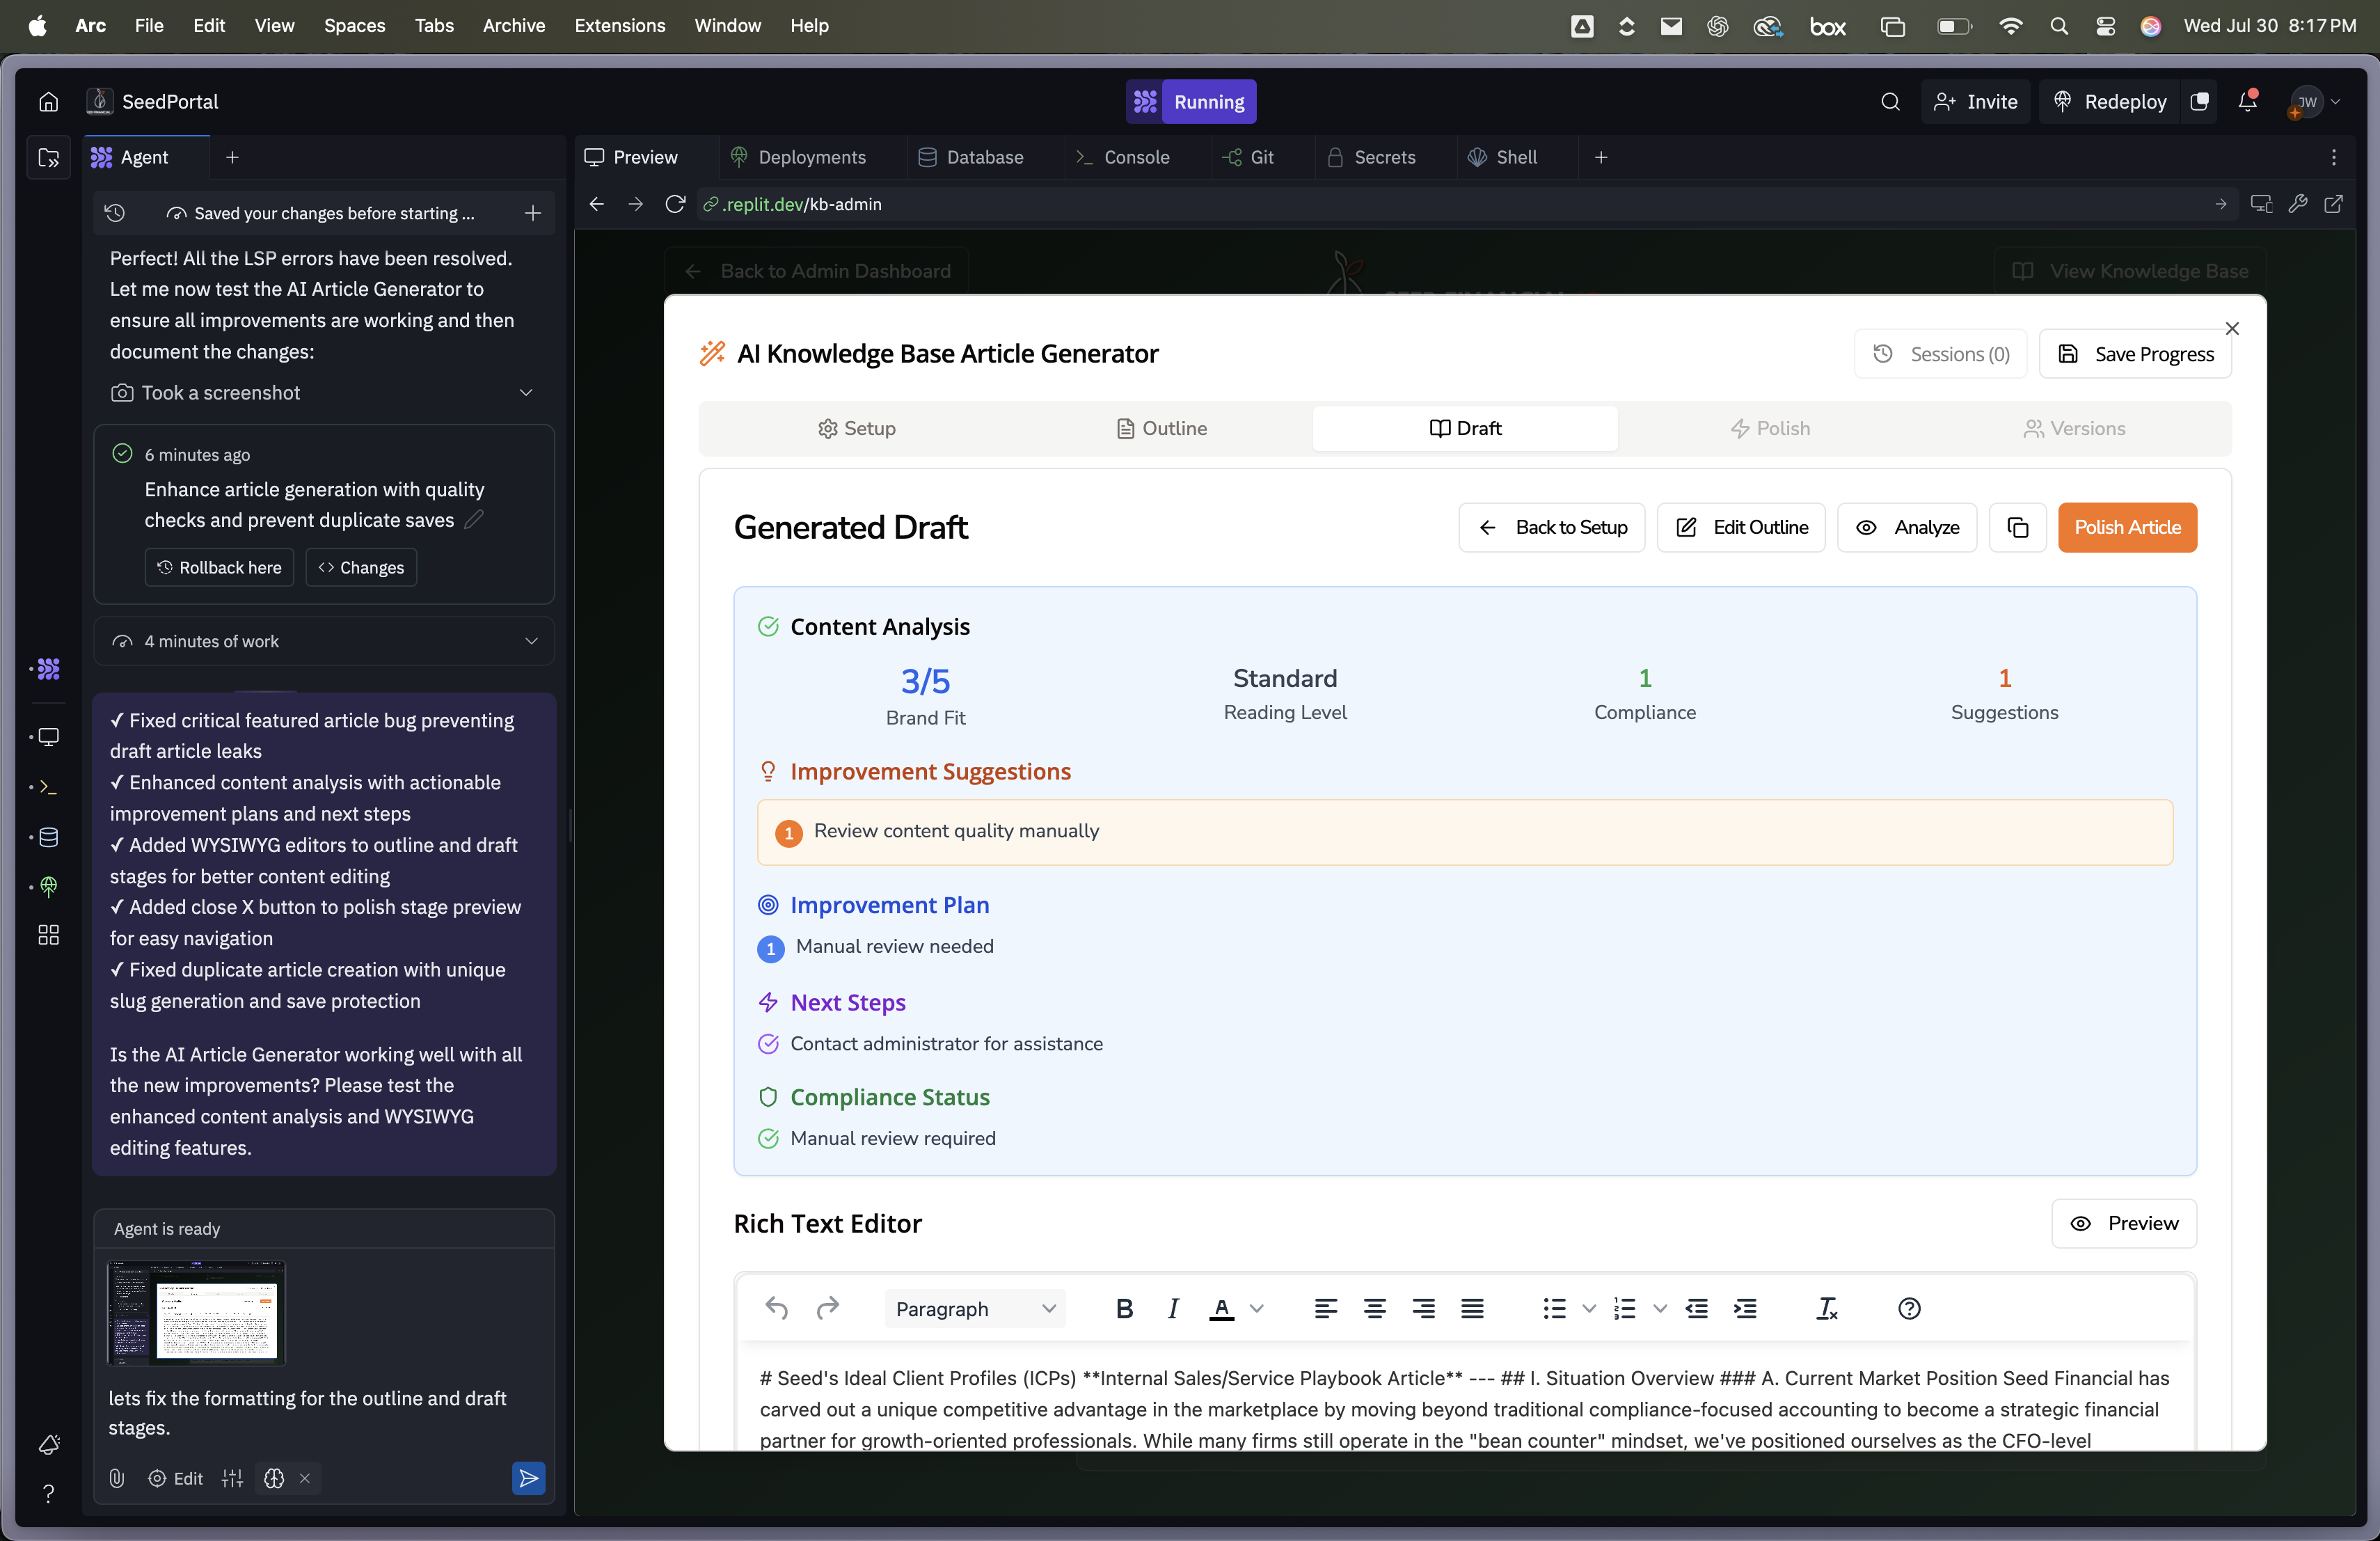 Arc File Edit View Spaces Tabs Archive Extensions Window Help
box
Wed Jul 30 8:17 PM
SeedPortal
Running
Invite
Redeploy
JW
Agent
Preview
Deployments
Database
Console
Git
Secrets
Shell
Saved your changes before starting ...
.replit.dev/kb-admin
Perfect! All the LSP errors have been resolved.
Let me now test the AI Article Generator to
ensure all improvements are working and then
document the changes:
Took a screenshot
6 minutes ago
Enhance article generation with quality
checks and prevent duplicate saves
Rollback here
Changes
4 minutes of work
✓ Fixed critical featured article bug preventing
draft article leaks
✓ Enhanced content analysis with actionable
improvement plans and next steps
✓ Added WYSIWYG editors to outline and draft
stages for better content editing
✓ Added close X button to polish stage preview
for easy navigation
✓ Fixed duplicate article creation with unique
slug generation and save protection
Is the AI Article Generator working well with all
the new improvements? Please test the
enhanced content analysis and WYSIWYG
editing features.
Agent is ready
lets fix the formatting for the outline and draft
stages.
Edit
Back to Admin Dashboard
View Knowledge Base
AI Knowledge Base Article Generator
Sessions (0)
Save Progress
Setup
Outline
Draft
Polish
Versions
Generated Draft
Back to Setup
Edit Outline
Analyze
Polish Article
Content Analysis
3/5
Brand Fit
Standard
Reading Level
1
Compliance
1
Suggestions
Improvement Suggestions
1 Review content quality manually
Improvement Plan
1 Manual review needed
Next Steps
Contact administrator for assistance
Compliance Status
Manual review required
Rich Text Editor
Preview
Paragraph
B I A
# Seed's Ideal Client Profiles (ICPs) **Internal Sales/Service Playbook Article** --- ## I. Situation Overview ### A. Current Market Position Seed Financial has
carved out a unique competitive advantage in the marketplace by moving beyond traditional compliance-focused accounting to become a strategic financial
partner for growth-oriented professionals. While many firms still operate in the "bean counter" mindset, we've positioned ourselves as the CFO-level